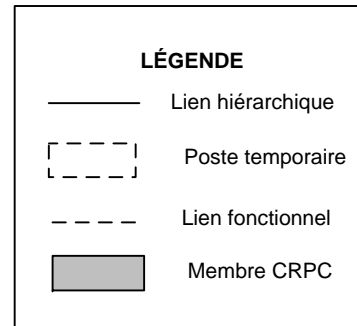 LÉGENDE
Lien hiérarchique
Poste temporaire
Lien fonctionnel
Membre CRPC